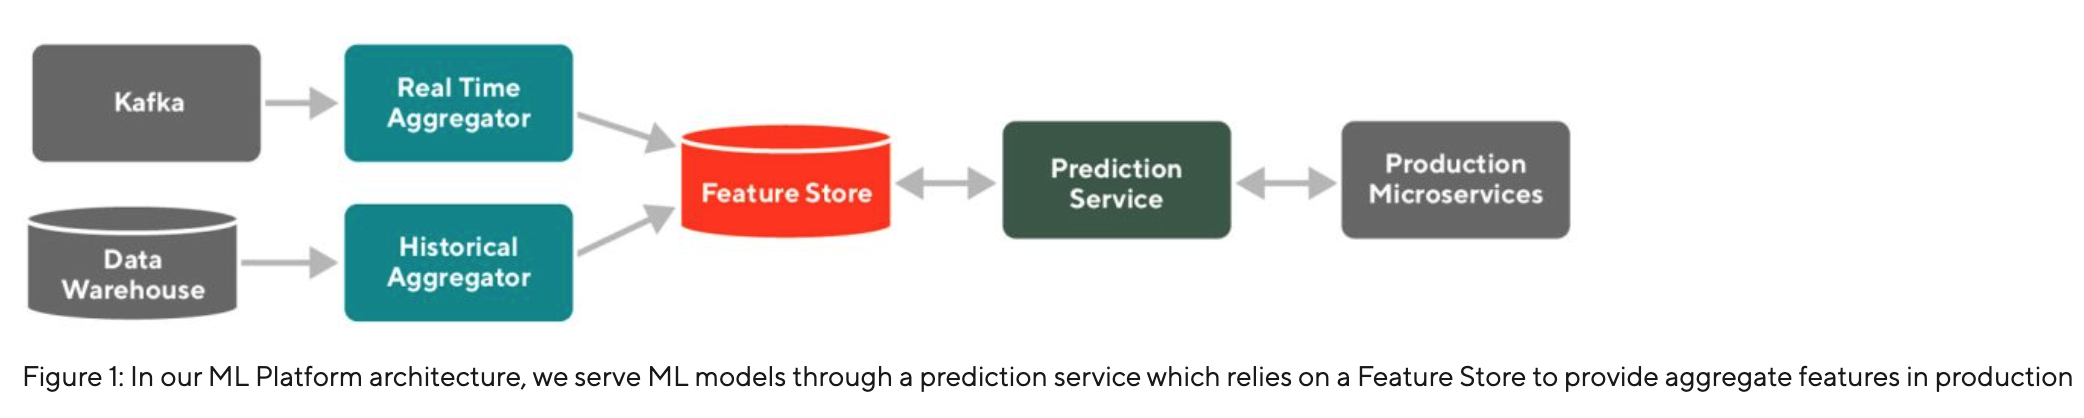 Kafka
Real Time
Aggregator
Data
Warehouse
Historical
Aggregator
Feature Store
Prediction
Service
Production
Microservices
Figure 1: In our ML Platform architecture, we serve ML models through a prediction service which relies on a Feature Store to provide aggregate features in production